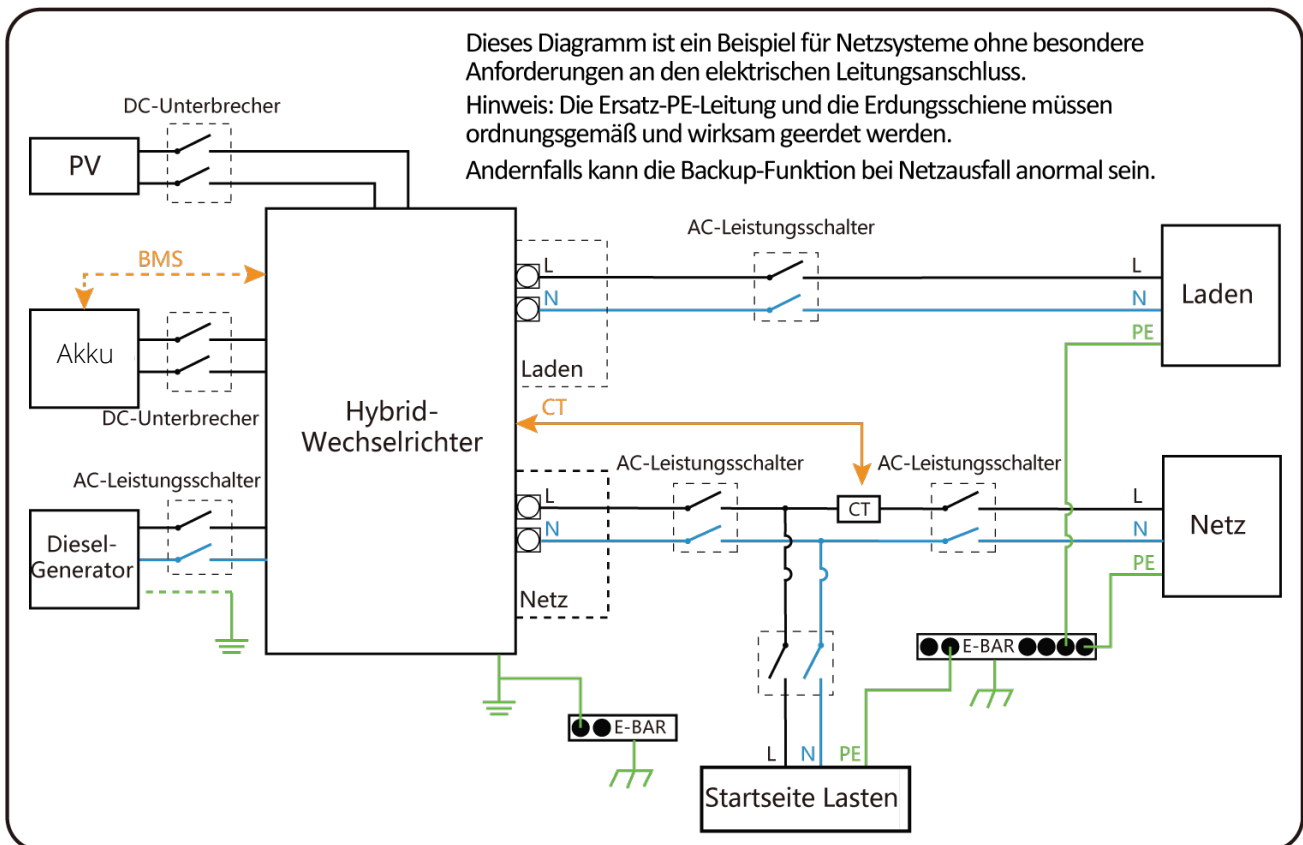 Dieses Diagramm ist ein Beispiel für Netzsysteme ohne besondere
Anforderungen an den elektrischen Leitungsanschluss.
Hinweis: Die Ersatz-PE-Leitung und die Erdungsschiene müssen
ordnungsgemäß und wirksam geerdet werden.
Andernfalls kann die Backup-Funktion bei Netzausfall anormal sein.
DC-Unterbrecher
PV
BMS
Akku
DC-Unterbrecher
AC-Leistungsschalter
Diesel-
Generator
Hybrid-
Wechselrichter
L
N
Laden
AC-Leistungsschalter
L
N
PE
Laden
CT
AC-Leistungsschalter
AC-Leistungsschalter
L
N
Netz
CT
L
N
PE
Netz
E-BAR
E-BAR
L
N
PE
Startseite Lasten